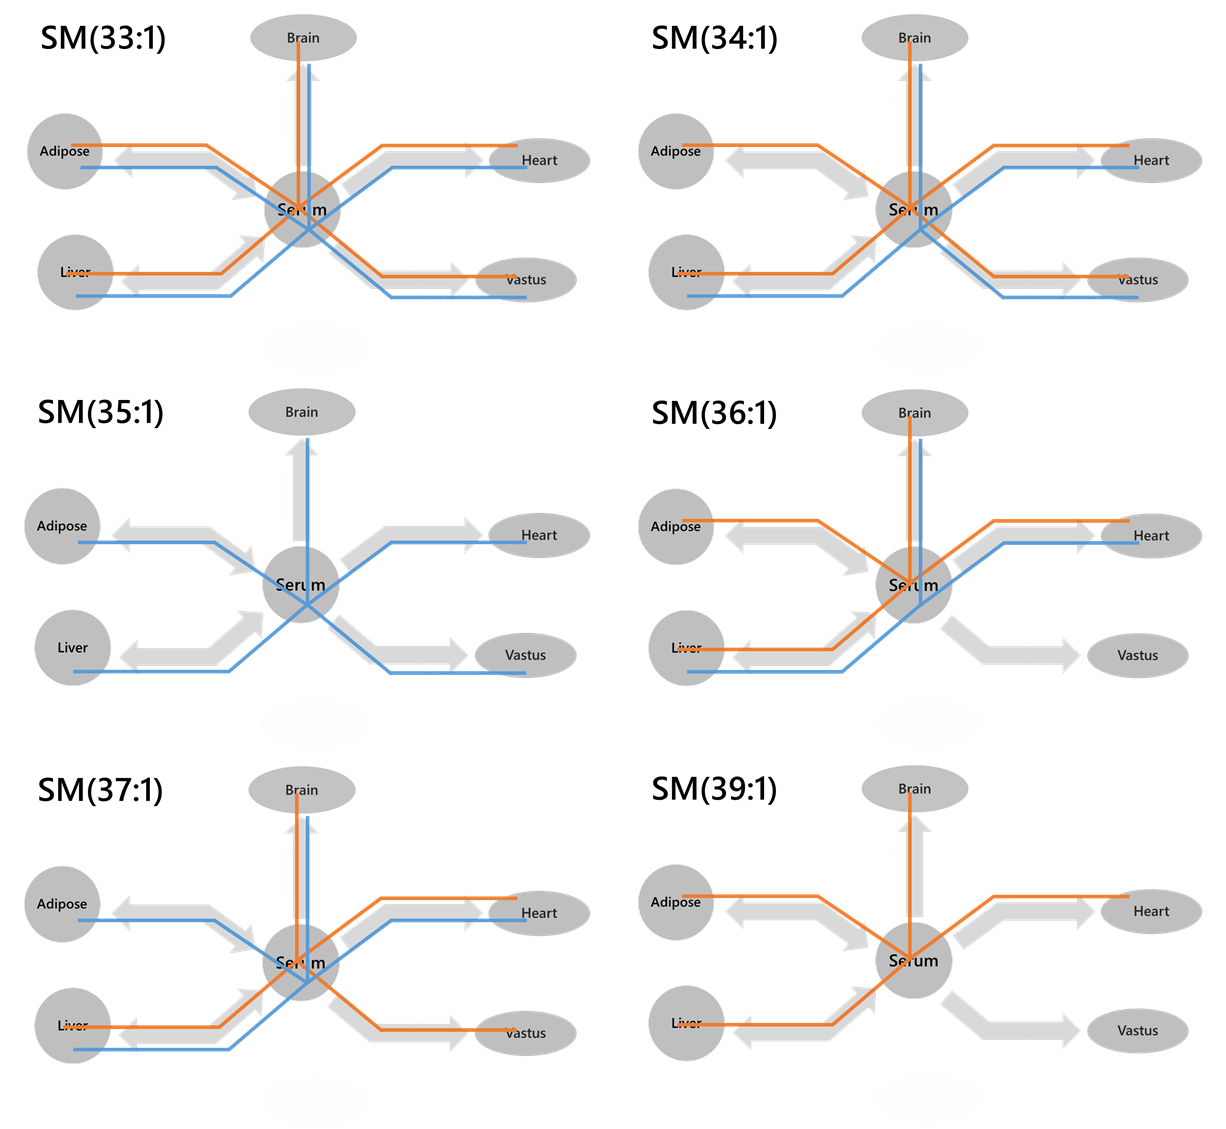 SM(33:1)
Brain
Adipose
Heart
Serum
Liver
Vastus
SM(34:1)
Brain
Adipose
Heart
Serum
Liver
Vastus
SM(35:1)
Brain
Adipose
Heart
Serum
Liver
Vastus
SM(36:1)
Brain
Adipose
Heart
Serum
Liver
Vastus
SM(37:1)
Brain
Adipose
Heart
Serum
Liver
Vastus
SM(39:1)
Brain
Adipose
Heart
Serum
Liver
Vastus